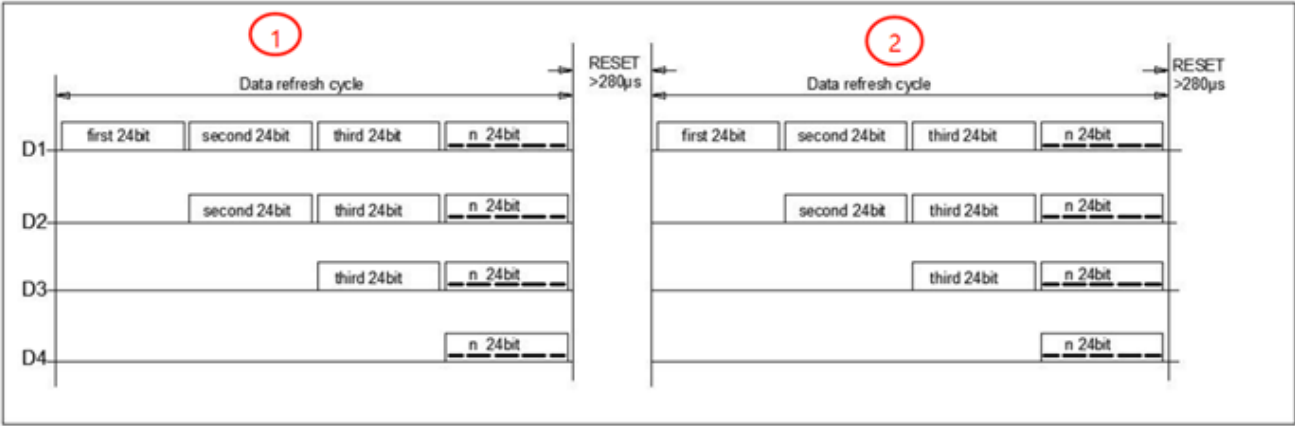 1
2
RESET
>280μs
RESET
>280μs
Data refresh cycle
Data refresh cycle
D1
first 24bit
second 24bit
third 24bit
n 24bit
first 24bit
second 24bit
third 24bit
n 24bit
D2
second 24bit
third 24bit
n 24bit
second 24bit
third 24bit
n 24bit
D3
third 24bit
n 24bit
third 24bit
n 24bit
D4
n 24bit
n 24bit